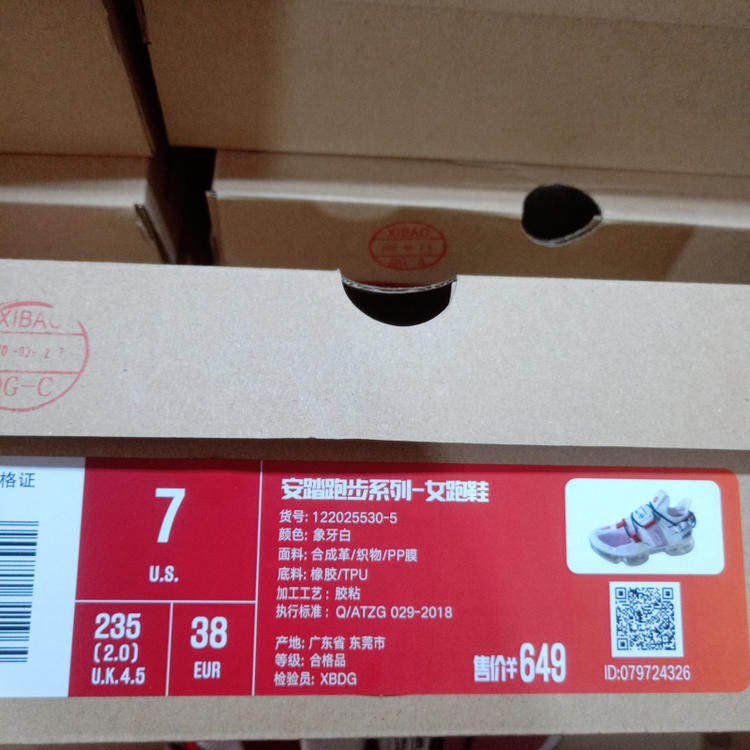 XIBAO
XIBAO
DG-C
格证
7
U.S.
235
(2.0)
U.K.4.5
38
EUR
安踏跑步系列-女跑鞋
货号: 122025530-5
颜色: 象牙白
面料: 合成革/织物/PP膜
底料: 橡胶/TPU
加工工艺: 胶粘
执行标准: Q/ATZG 029-2018
产地: 广东省 东莞市
等级: 合格品
检验员: XBDG
售价¥649
ID:079724326